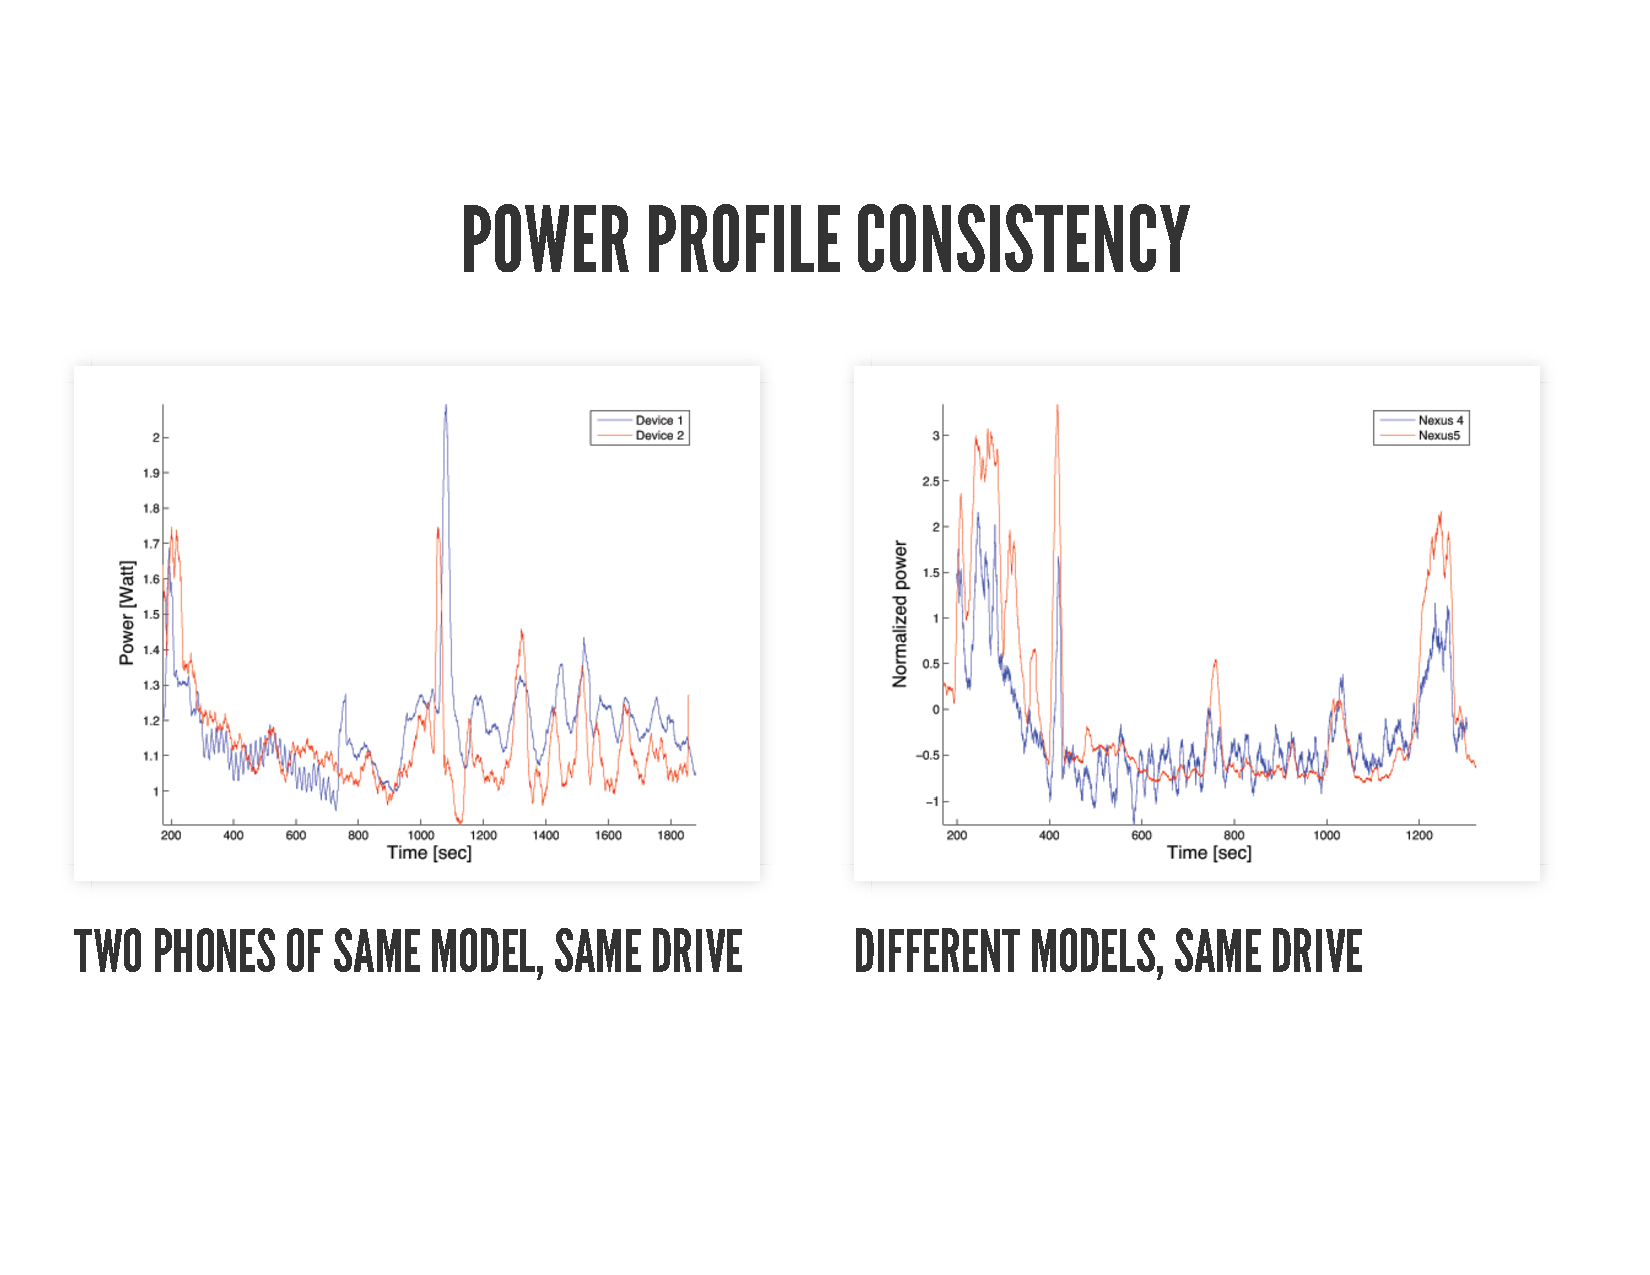 POWER PROFILE CONSISTENCY
Device 1
Device 2
2
1.9
1.8
1.7
1.6
1.5
1.4
1.3
1.2
1.1
1
Power [Watt]
200 400 600 800 1000 1200 1400 1600 1800
Time [sec]
TWO PHONES OF SAME MODEL, SAME DRIVE
Nexus 4
Nexus5
3
2.5
2
1.5
1
0.5
0
−0.5
−1
Normalized power
200 400 600 800 1000 1200
Time [sec]
DIFFERENT MODELS, SAME DRIVE